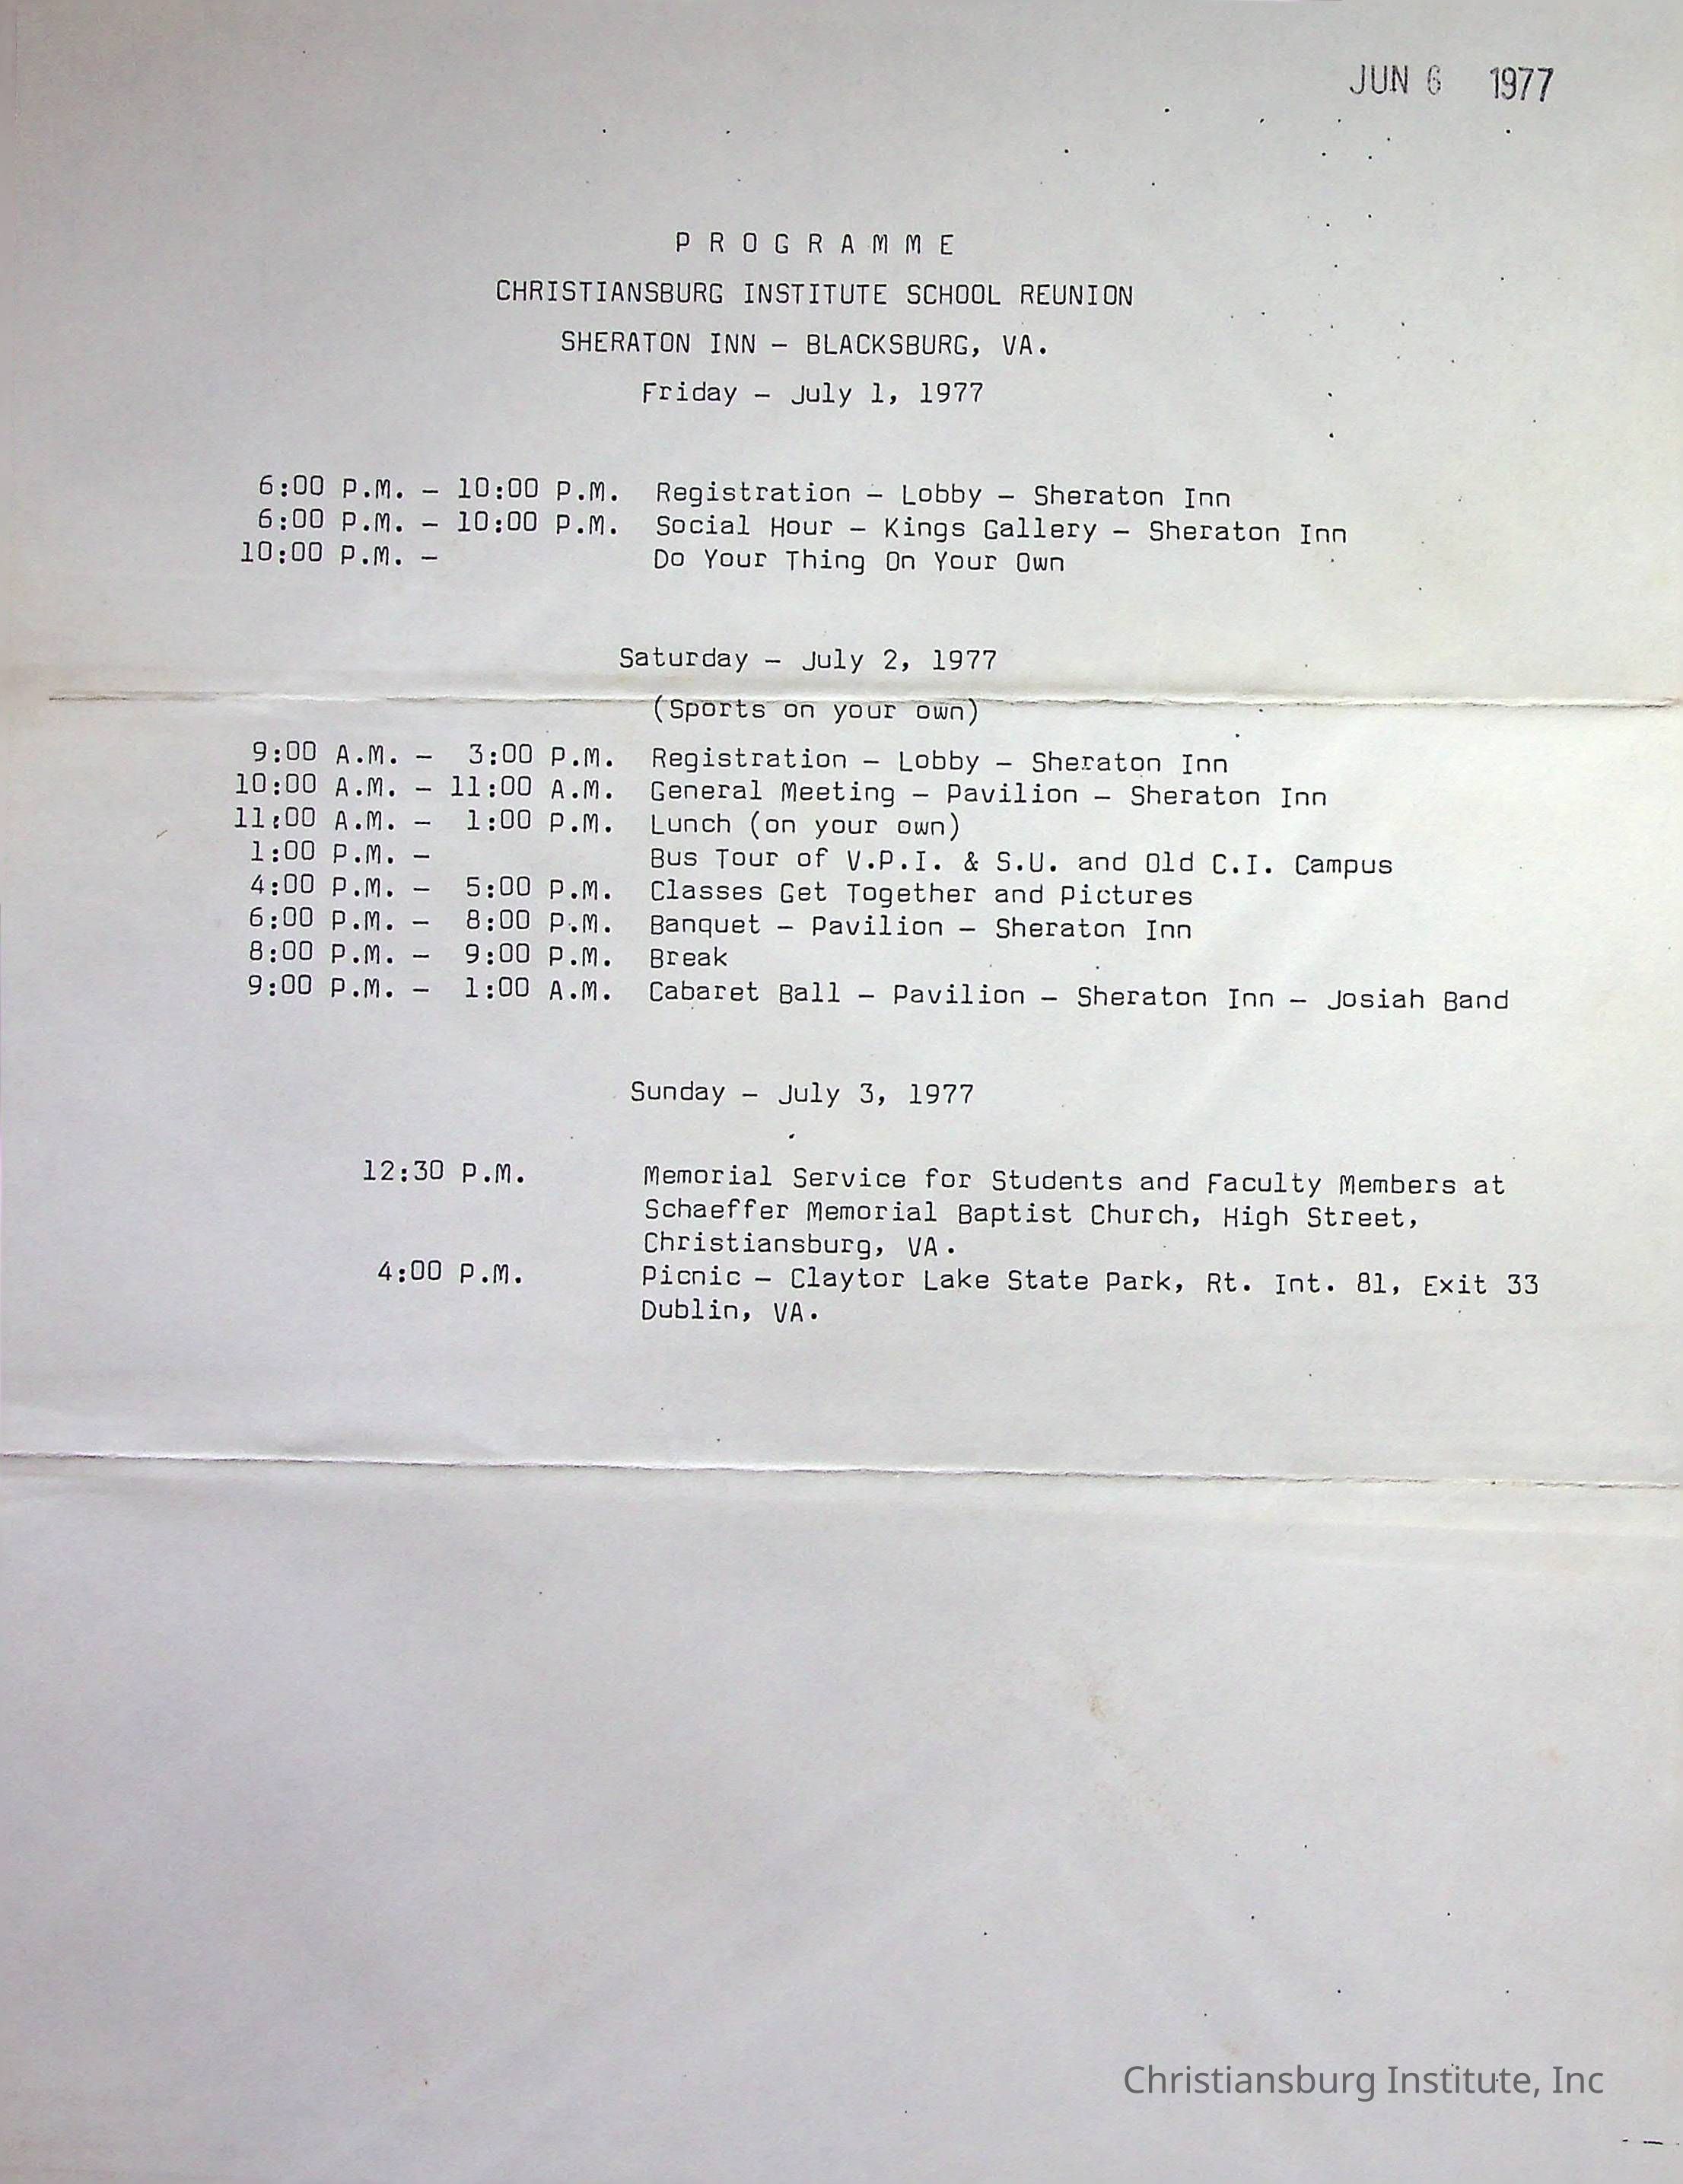 JUN 6 1977
PROGRAMME
CHRISTIANSBURG INSTITUTE SCHOOL REUNION
SHERATON INN - BLACKSBURG, VA.
Friday - July 1, 1977
6:00 P.M. - 10:00 P.M. Registration - Lobby - Sheraton Inn
6:00 P.M. - 10:00 P.M. Social Hour - Kings Gallery - Sheraton Inn
10:00 P.M. - Do Your Thing On Your Own
Saturday - July 2, 1977
(Sports on your own)
9:00 A.M. - 3:00 P.M. Registration - Lobby - Sheraton Inn
10:00 A.M. - 11:00 A.M. General Meeting - Pavilion - Sheraton Inn
11:00 A.M. - 1:00 P.M. Lunch (on your own)
1:00 P.M. - Bus Tour of V.P.I. & S.U. and Old C.I. Campus
4:00 P.M. - 5:00 P.M. Classes Get Together and Pictures
6:00 P.M. - 8:00 P.M. Banquet - Pavilion - Sheraton Inn
8:00 P.M. - 9:00 P.M. Break
9:00 P.M. - 1:00 A.M. Cabaret Ball - Pavilion - Sheraton Inn - Josiah Band
Sunday - July 3, 1977
12:30 P.M. Memorial Service for Students and Faculty Members at
Schaeffer Memorial Baptist Church, High Street,
Christiansburg, VA.
4:00 P.M. Picnic - Claytor Lake State Park, Rt. Int. 81, Exit 33
Dublin, VA.
Christiansburg Institute, Inc